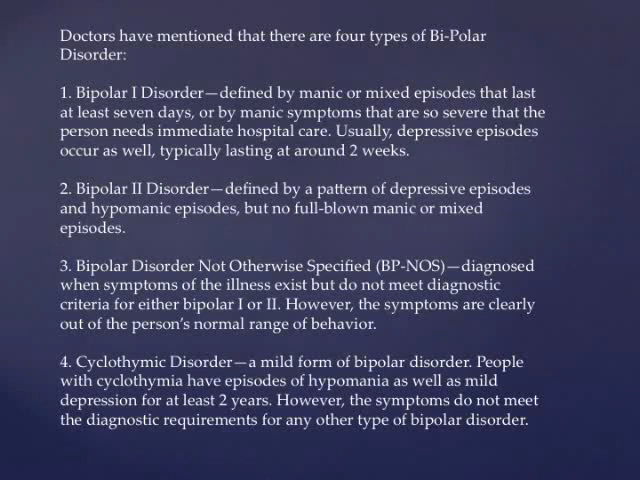 Doctors have mentioned that there are four types of Bi-Polar
Disorder:
1. Bipolar I Disorder—defined by manic or mixed episodes that last
at least seven days, or by manic symptoms that are so severe that the
person needs immediate hospital care. Usually, depressive episodes
occur as well, typically lasting at around 2 weeks.
2. Bipolar II Disorder—defined by a pattern of depressive episodes
and hypomanic episodes, but no full-blown manic or mixed
episodes.
3. Bipolar Disorder Not Otherwise Specified (BP-NOS)—diagnosed
when symptoms of the illness exist but do not meet diagnostic
criteria for either bipolar I or II. However, the symptoms are clearly
out of the person's normal range of behavior.
4. Cyclothymic Disorder—a mild form of bipolar disorder. People
with cyclothymia have episodes of hypomania as well as mild
depression for at least 2 years. However, the symptoms do not meet
the diagnostic requirements for any other type of bipolar disorder.